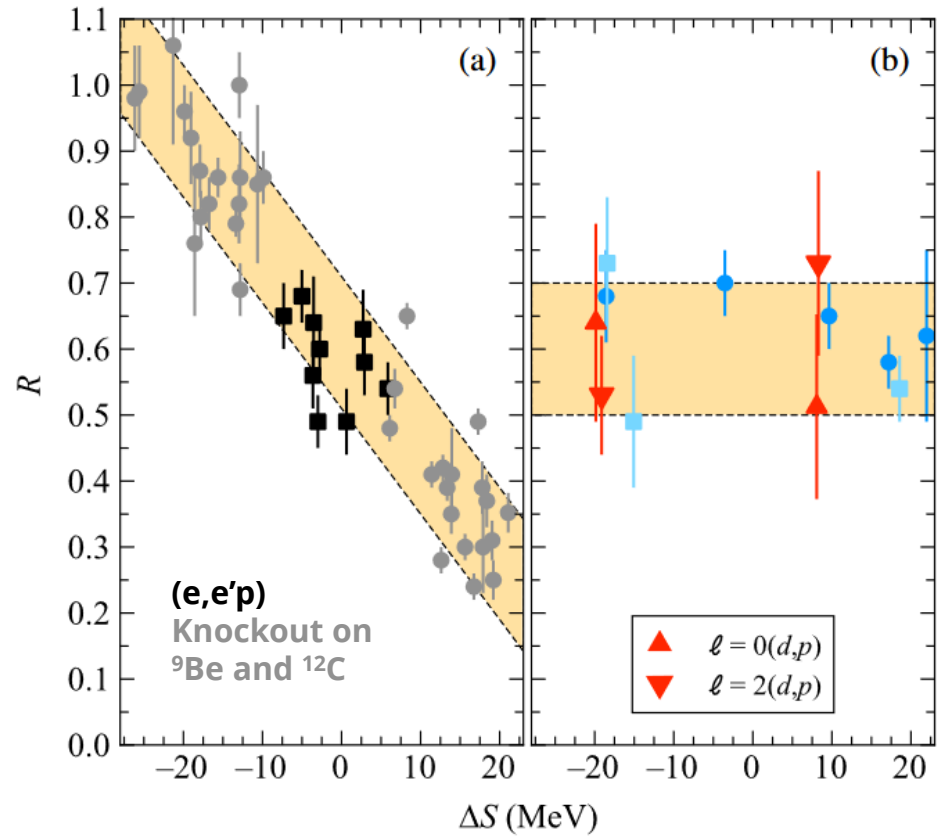 1.1
1.0
0.9
0.8
0.7
0.6
0.5
0.4
0.3
0.2
0.1
0.0
R
(a)
(e,e’p)
Knockout on
⁹Be and ¹²C
–20 –10 0 10 20
(b)
ℓ = 0(d,p)
ℓ = 2(d,p)
–20 –10 0 10 20
ΔS (MeV)